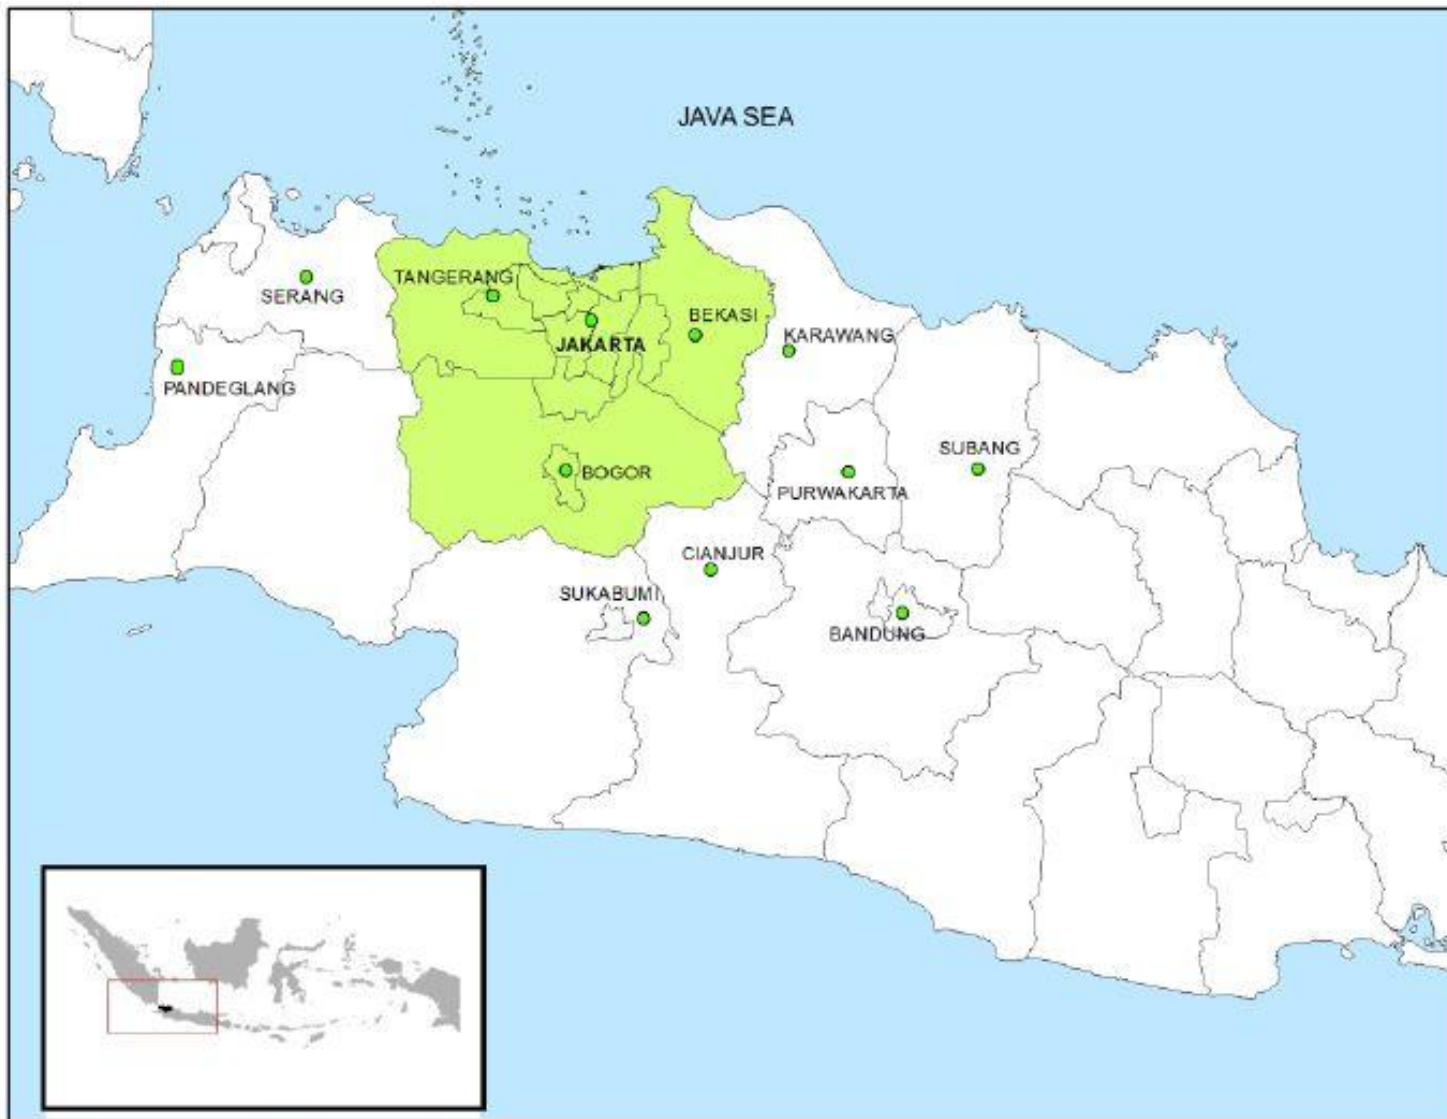 JAVA SEA
TANGERANG
SERANG
BEKASI
KARAWANG
JAKARTA
PANDEGLANG
SUBANG
BOGOR
PURWAKARTA
CIANJUR
SUKABUMI
BANDUNG